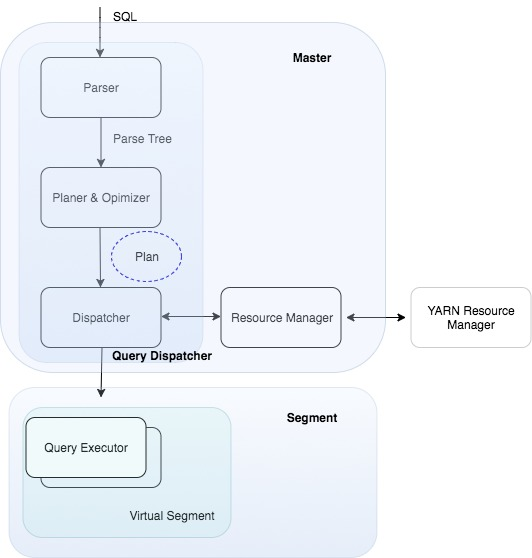 SQL
Master
Parser
Parse Tree
Planer & Opimizer
Plan
Dispatcher
Resource Manager
YARN Resource
Manager
Query Dispatcher
Segment
Query Executor
Virtual Segment